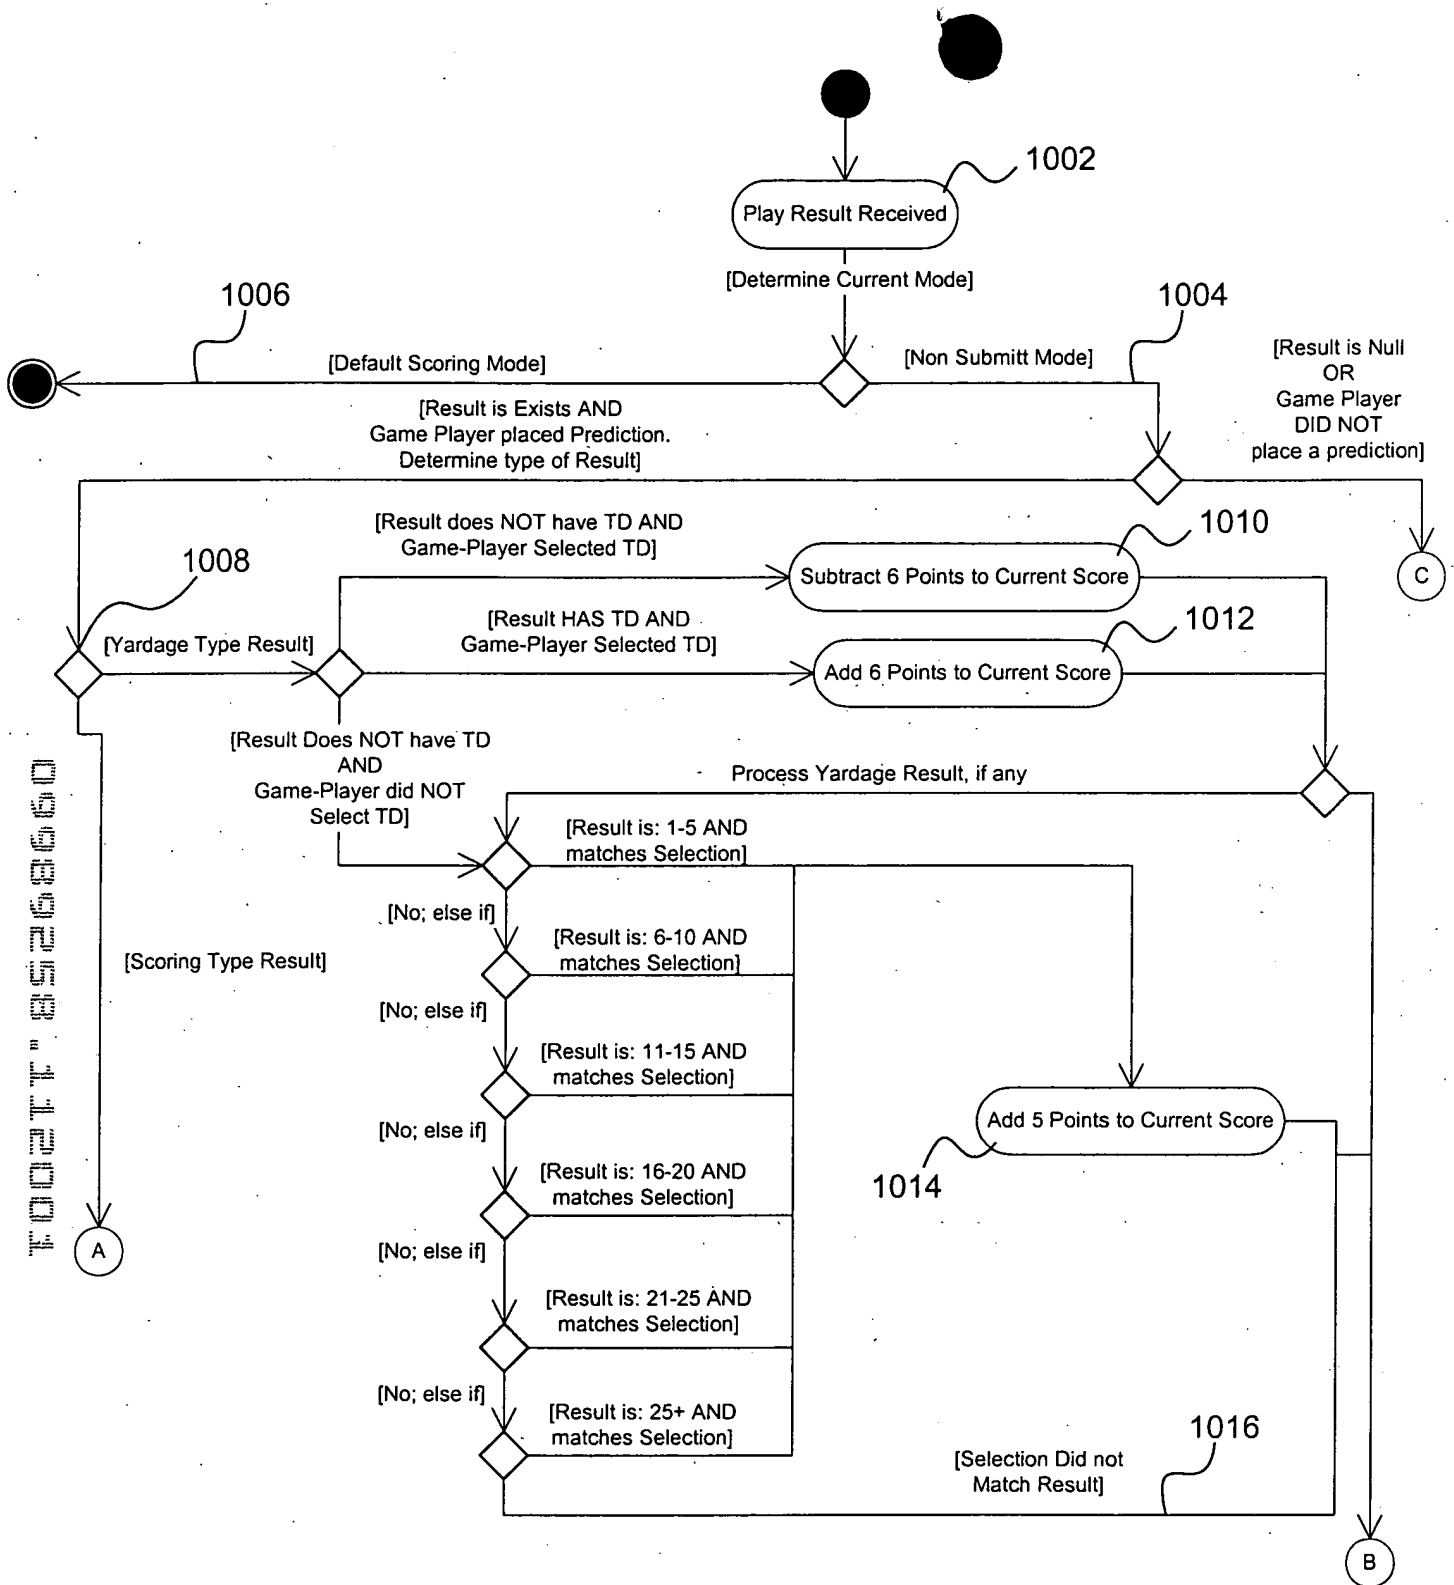 1002
Play Result Received
[Determine Current Mode]
1006
1004
[Default Scoring Mode]
[Non Submitt Mode]
[Result is Null
OR
Game Player
DID NOT
place a prediction]
[Result is Exists AND
Game Player placed Prediction.
Determine type of Result]
[Result does NOT have TD AND
Game-Player Selected TD]
1010
Subtract 6 Points to Current Score
C
1008
[Yardage Type Result]
[Result HAS TD AND
Game-Player Selected TD]
1012
Add 6 Points to Current Score
[Result Does NOT have TD
AND
Game-Player did NOT
Select TD]
Process Yardage Result, if any
[Result is: 1-5 AND
matches Selection]
[No; else if]
[Result is: 6-10 AND
matches Selection]
[Scoring Type Result]
[No; else if]
[Result is: 11-15 AND
matches Selection]
[No; else if]
Add 5 Points to Current Score
1014
[Result is: 16-20 AND
matches Selection]
A
[No; else if]
[Result is: 21-25 AND
matches Selection]
[No; else if]
[Result is: 25+ AND
matches Selection]
1016
[Selection Did not
Match Result]
B
09989258.112001